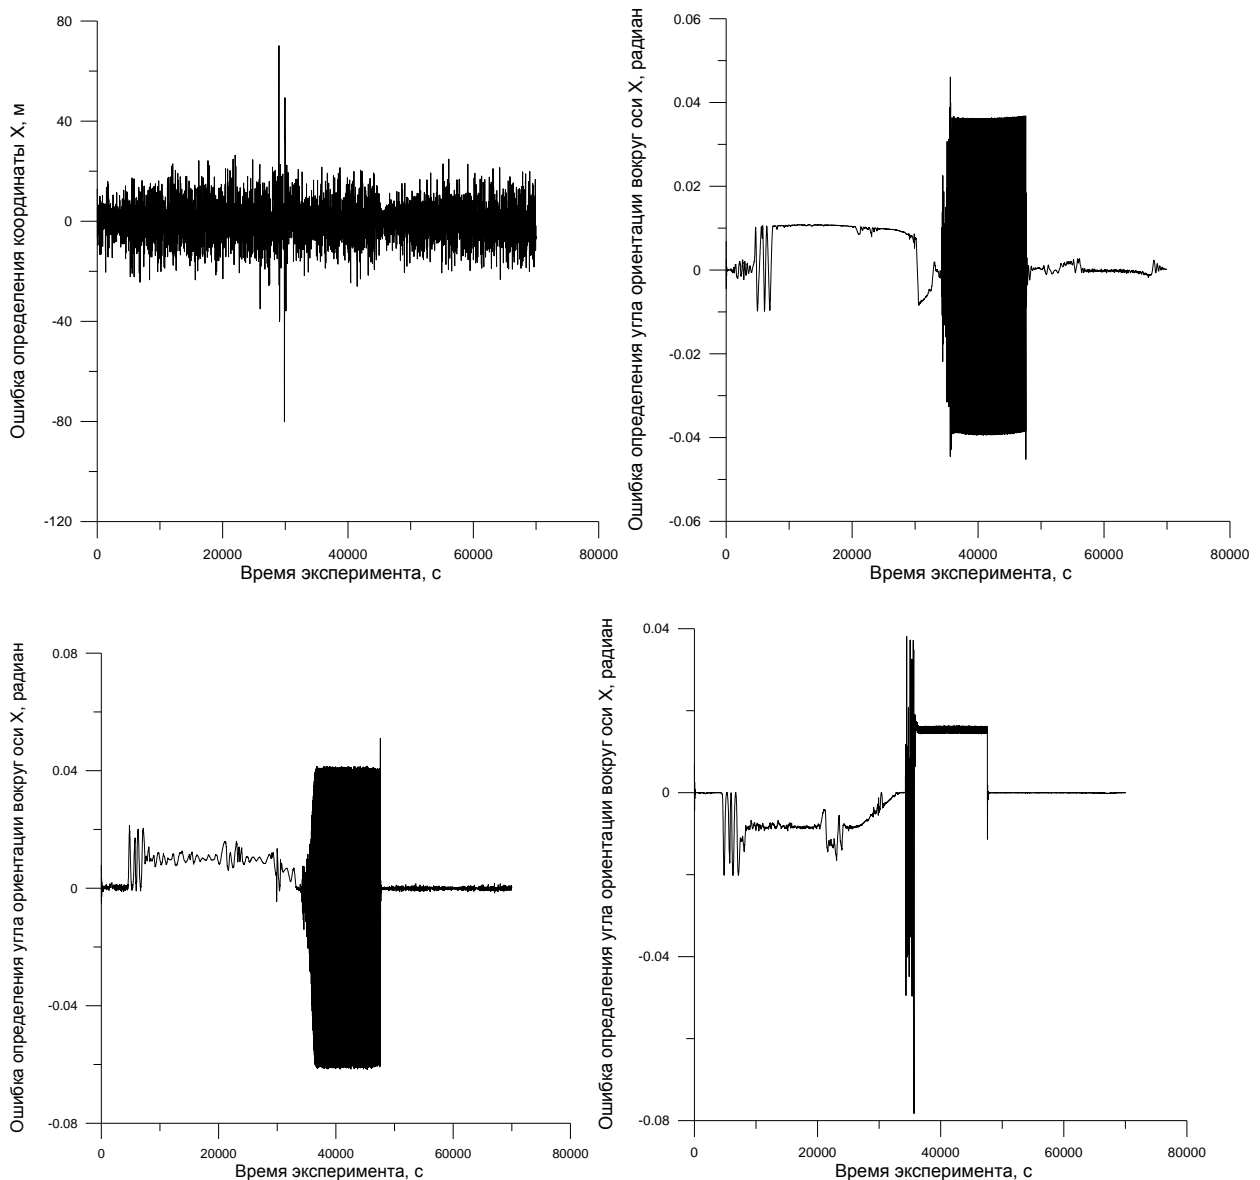 Ошибка определения координаты X, м
80
40
0
-40
-80
-120
0 20000 40000 60000 80000
Время эксперимента, с
Ошибка определения угла ориентации вокруг оси X, радиан
0.06
0.04
0.02
0
-0.02
-0.04
-0.06
0 20000 40000 60000 80000
Время эксперимента, с
Ошибка определения угла ориентации вокруг оси X, радиан
0.08
0.04
0
-0.04
-0.08
0 20000 40000 60000 80000
Время эксперимента, с
Ошибка определения угла ориентации вокруг оси X, радиан
0.04
0
-0.04
-0.08
0 20000 40000 60000 80000
Время эксперимента, с